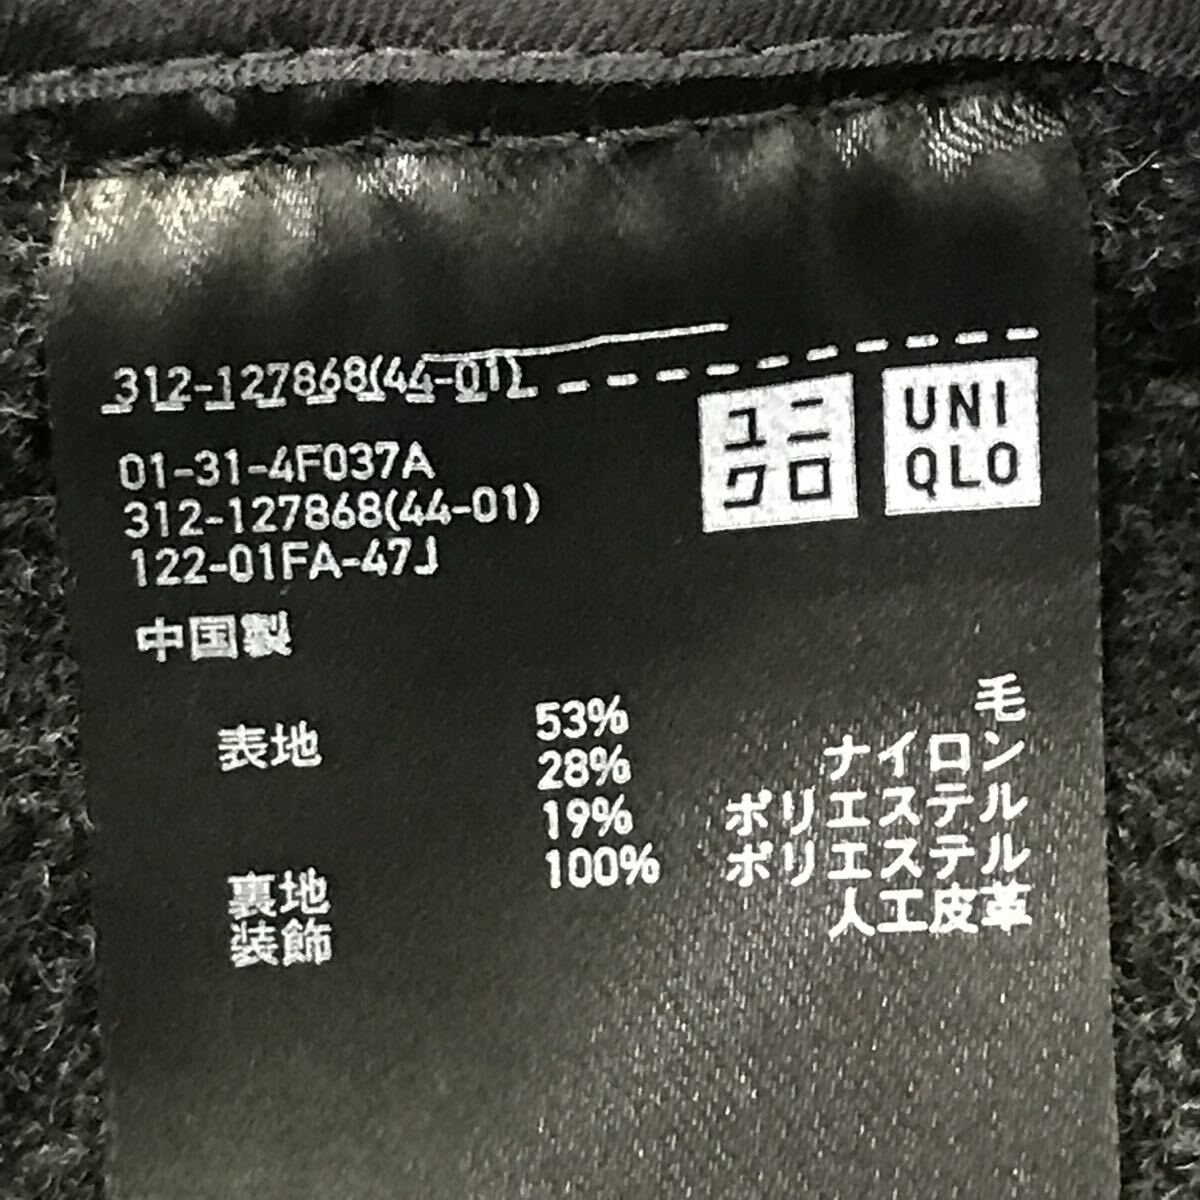 312-127868(44-01)
ユニ
クロ
UNI
QLO
01-31-4F037A
312-127868(44-01)
122-01FA-47J
中国製
表地 53% 毛
28% ナイロン
19% ポリエステル
裏地 100% ポリエステル
装飾 人工皮革